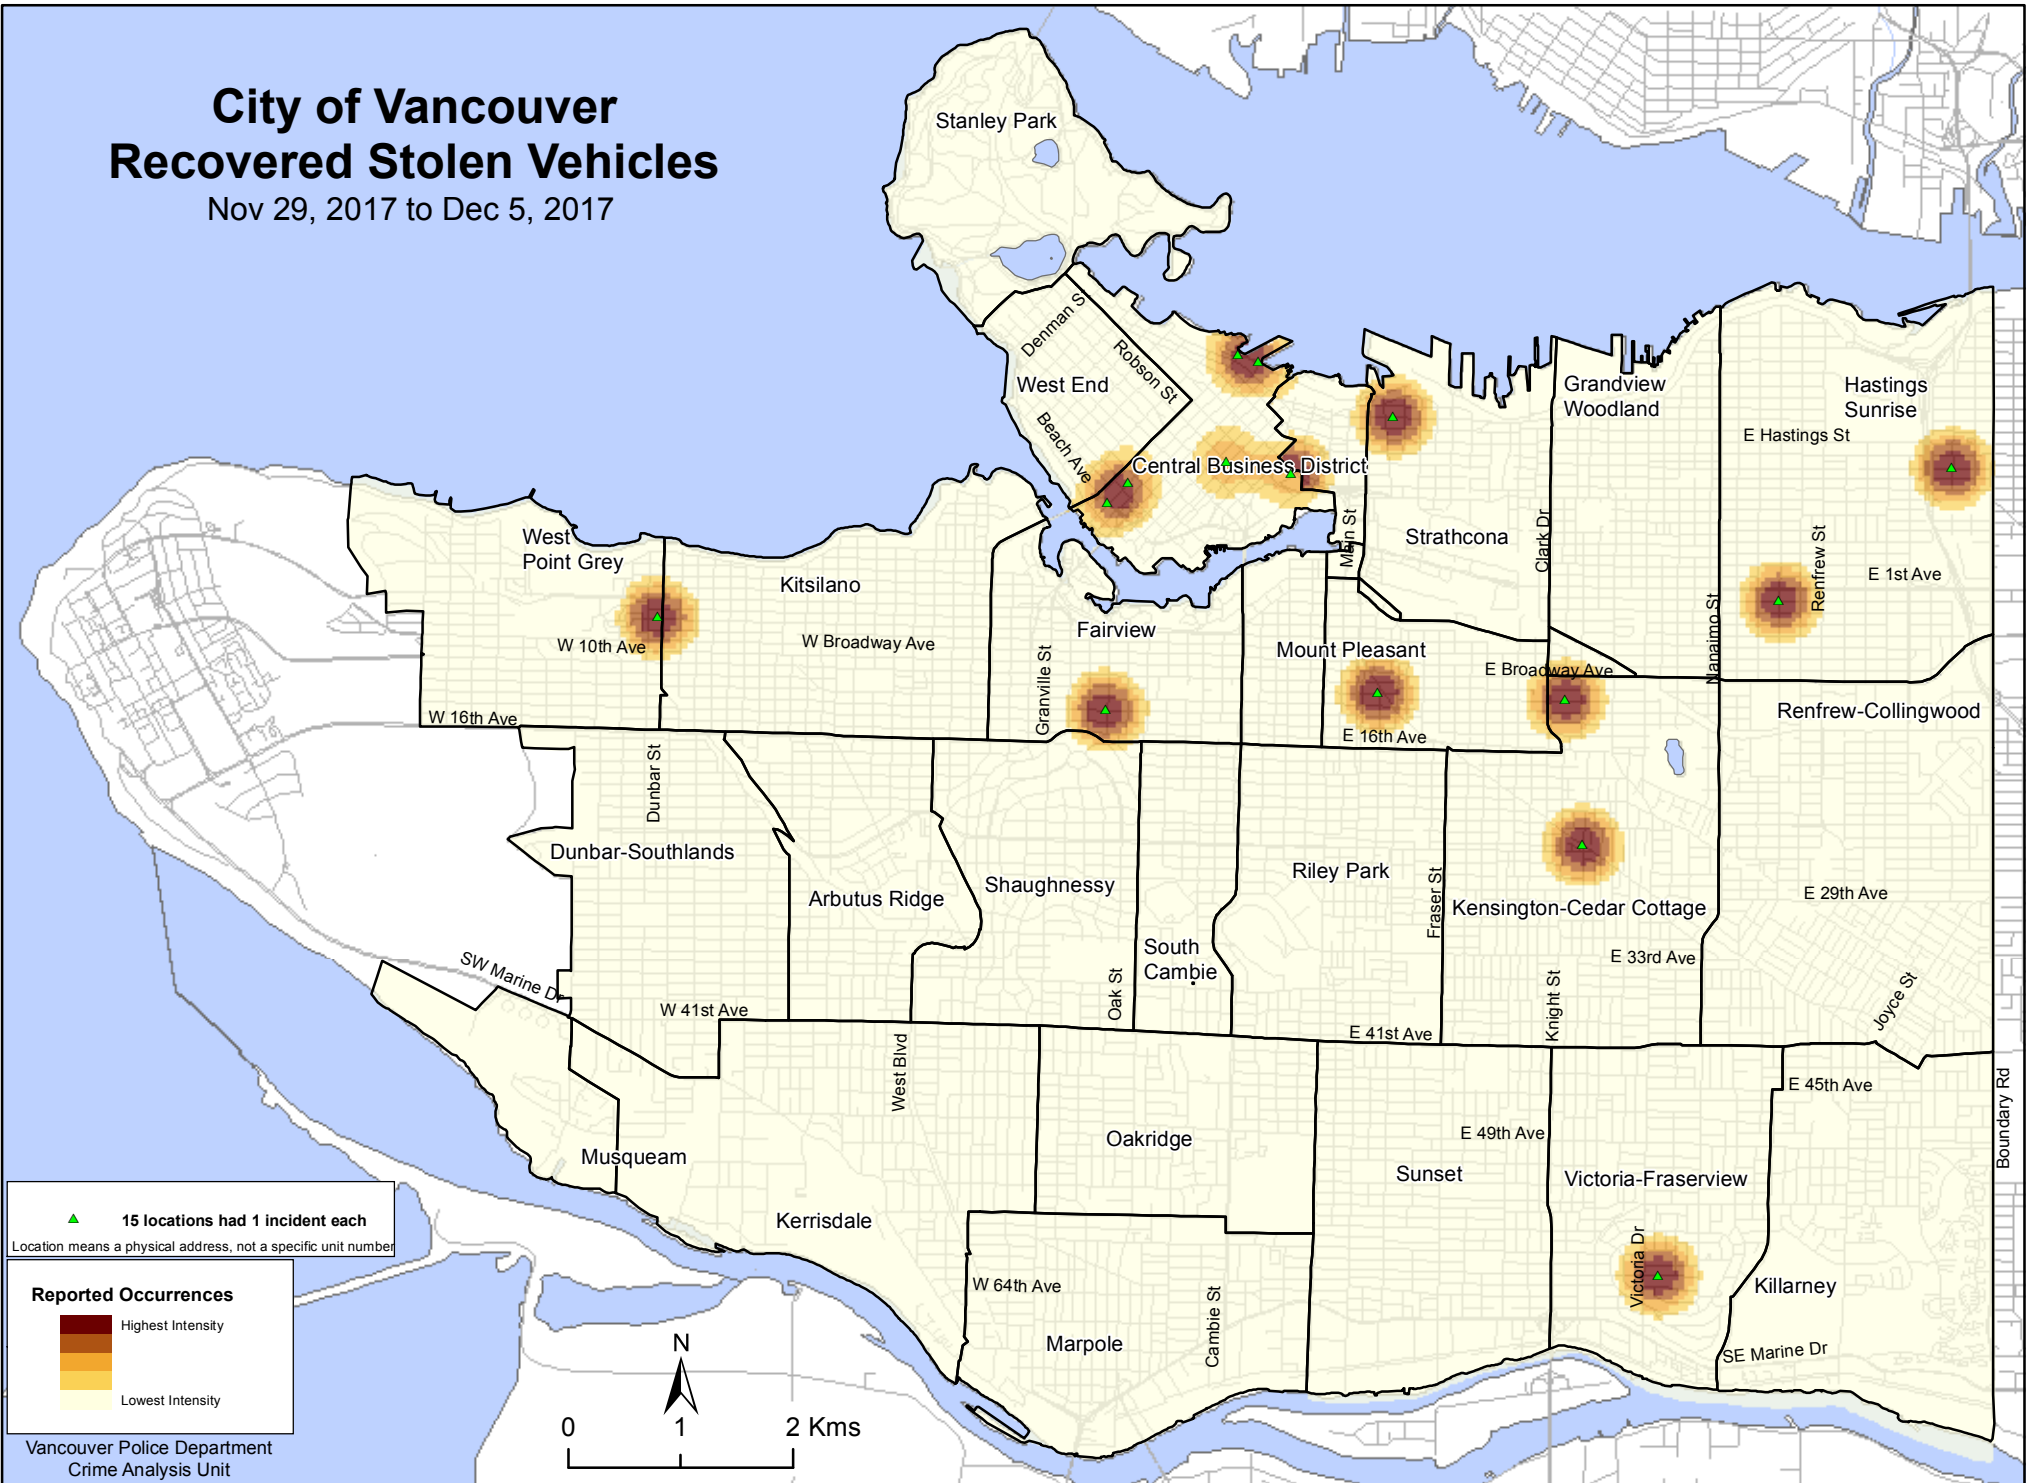 City of Vancouver
Recovered Stolen Vehicles
Nov 29, 2017 to Dec 5, 2017
Stanley Park
Denman S
Robson St
West End
Beach Ave
Central Business District
Grandview
Woodland
Hastings
Sunrise
E Hastings St
West
Point Grey
Kitsilano
Strathcona
Main St
Clark Dr
Renfrew St
E 1st Ave
Nanaimo St
Fairview
W 10th Ave
W Broadway Ave
Granville St
Mount Pleasant
E Broadway Ave
W 16th Ave
E 16th Ave
Renfrew-Collingwood
Dunbar St
Dunbar-Southlands
Arbutus Ridge
Shaughnessy
Riley Park
Fraser St
Kensington-Cedar Cottage
E 29th Ave
South
Cambie
E 33rd Ave
SW Marine Dr
W 41st Ave
Oak St
E 41st Ave
Knight St
Joyce St
West Blvd
E 45th Ave
Boundary Rd
Musqueam
Oakridge
E 49th Ave
Sunset
Victoria-Fraserview
Kerrisdale
W 64th Ave
Victoria Dr
Killarney
Marpole
Cambie St
SE Marine Dr
15 locations had 1 incident each
Location means a physical address, not a specific unit number
Reported Occurrences
Highest Intensity
Lowest Intensity
N
0 1 2 Kms
Vancouver Police Department
Crime Analysis Unit